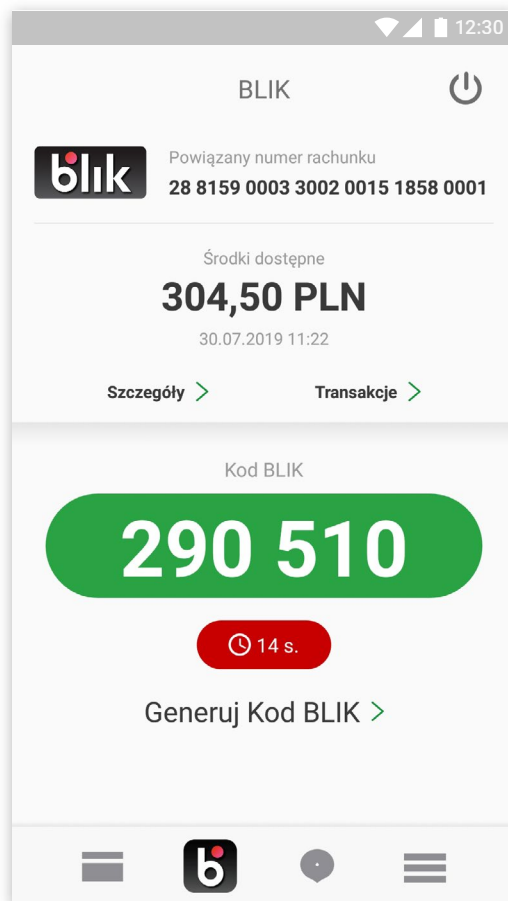 12:30
BLIK
blik
Powiązany numer rachunku
28 8159 0003 3002 0015 1858 0001
Środki dostępne
304,50 PLN
30.07.2019 11:22
Szczegóły Transakcje
Kod BLIK
290 510
14 s.
Generuj Kod BLIK
b